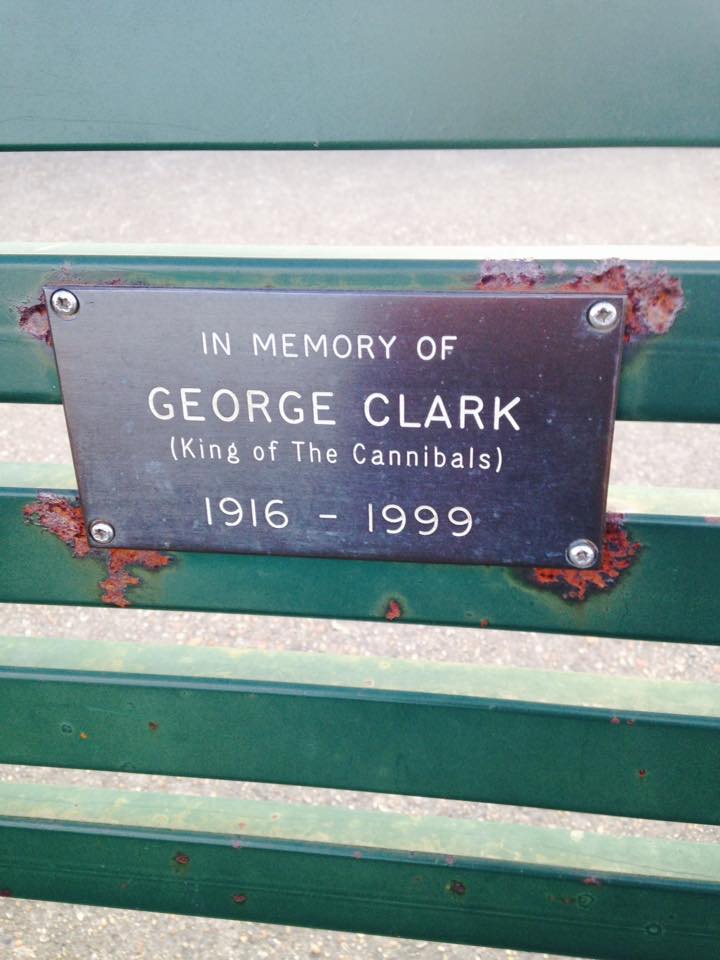 IN MEMORY OF
GEORGE CLARK
(King of The Cannibals)
1916 - 1999